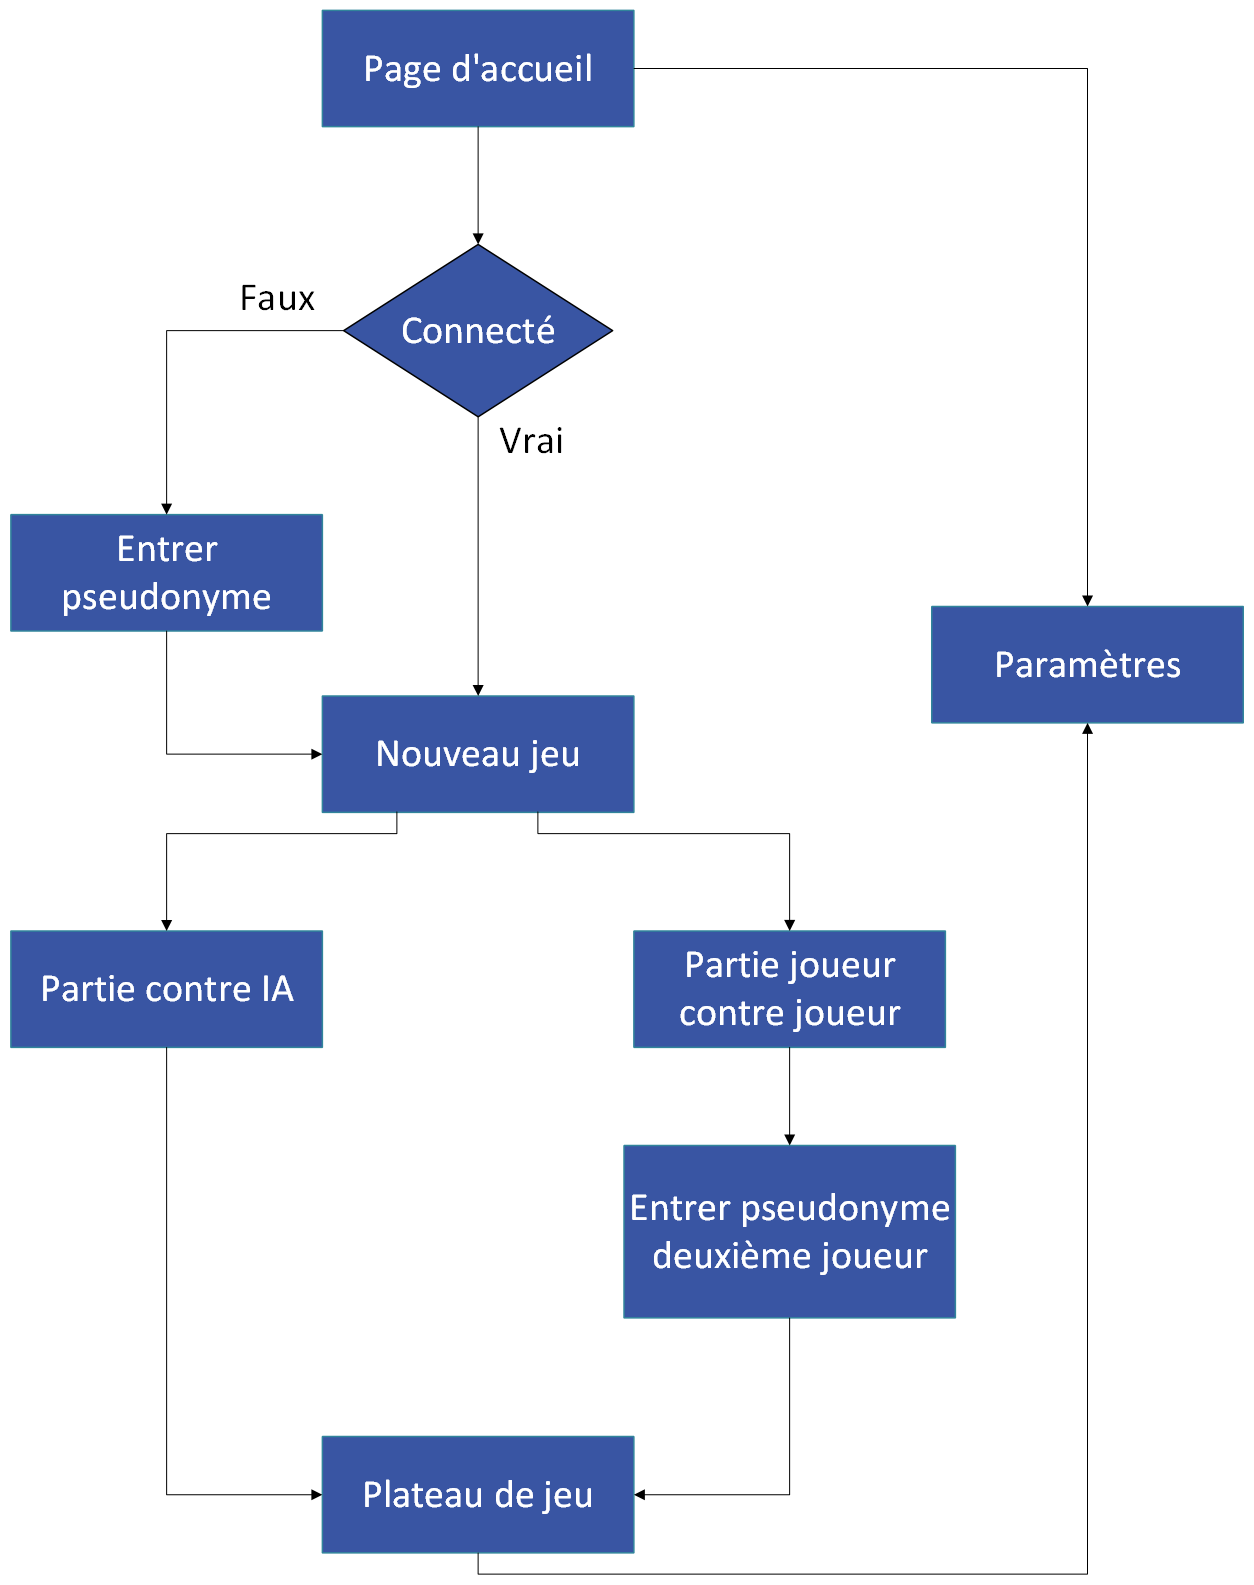 Page d'accueil
Faux
Connecté
Vrai
Entrer
pseudonyme
Paramètres
Nouveau jeu
Partie contre IA
Partie joueur
contre joueur
Entrer pseudonyme
deuxième joueur
Plateau de jeu